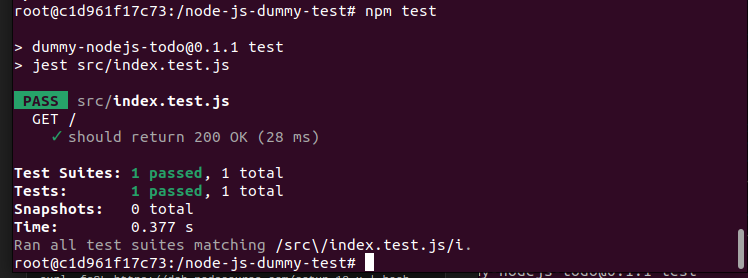 root@c1d961f17c73:/node-js-dummy-test# npm test
> dummy-nodejs-todo@0.1.1 test
> jest src/index.test.js
PASS src/index.test.js
GET /
✓ should return 200 OK (28 ms)
Test Suites: 1 passed, 1 total
Tests: 1 passed, 1 total
Snapshots: 0 total
Time: 0.377 s
Ran all test suites matching /src\/index.test.js/i.
root@c1d961f17c73:/node-js-dummy-test#